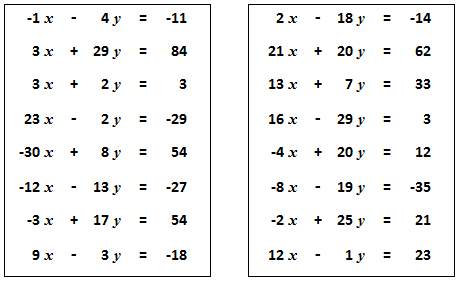 -1 x - 4 y = -11
3 x + 29 y = 84
3 x + 2 y = 3
23 x - 2 y = -29
-30 x + 8 y = 54
-12 x - 13 y = -27
-3 x + 17 y = 54
9 x - 3 y = -18
2 x - 18 y = -14
21 x + 20 y = 62
13 x + 7 y = 33
16 x - 29 y = 3
-4 x + 20 y = 12
-8 x - 19 y = -35
-2 x + 25 y = 21
12 x - 1 y = 23